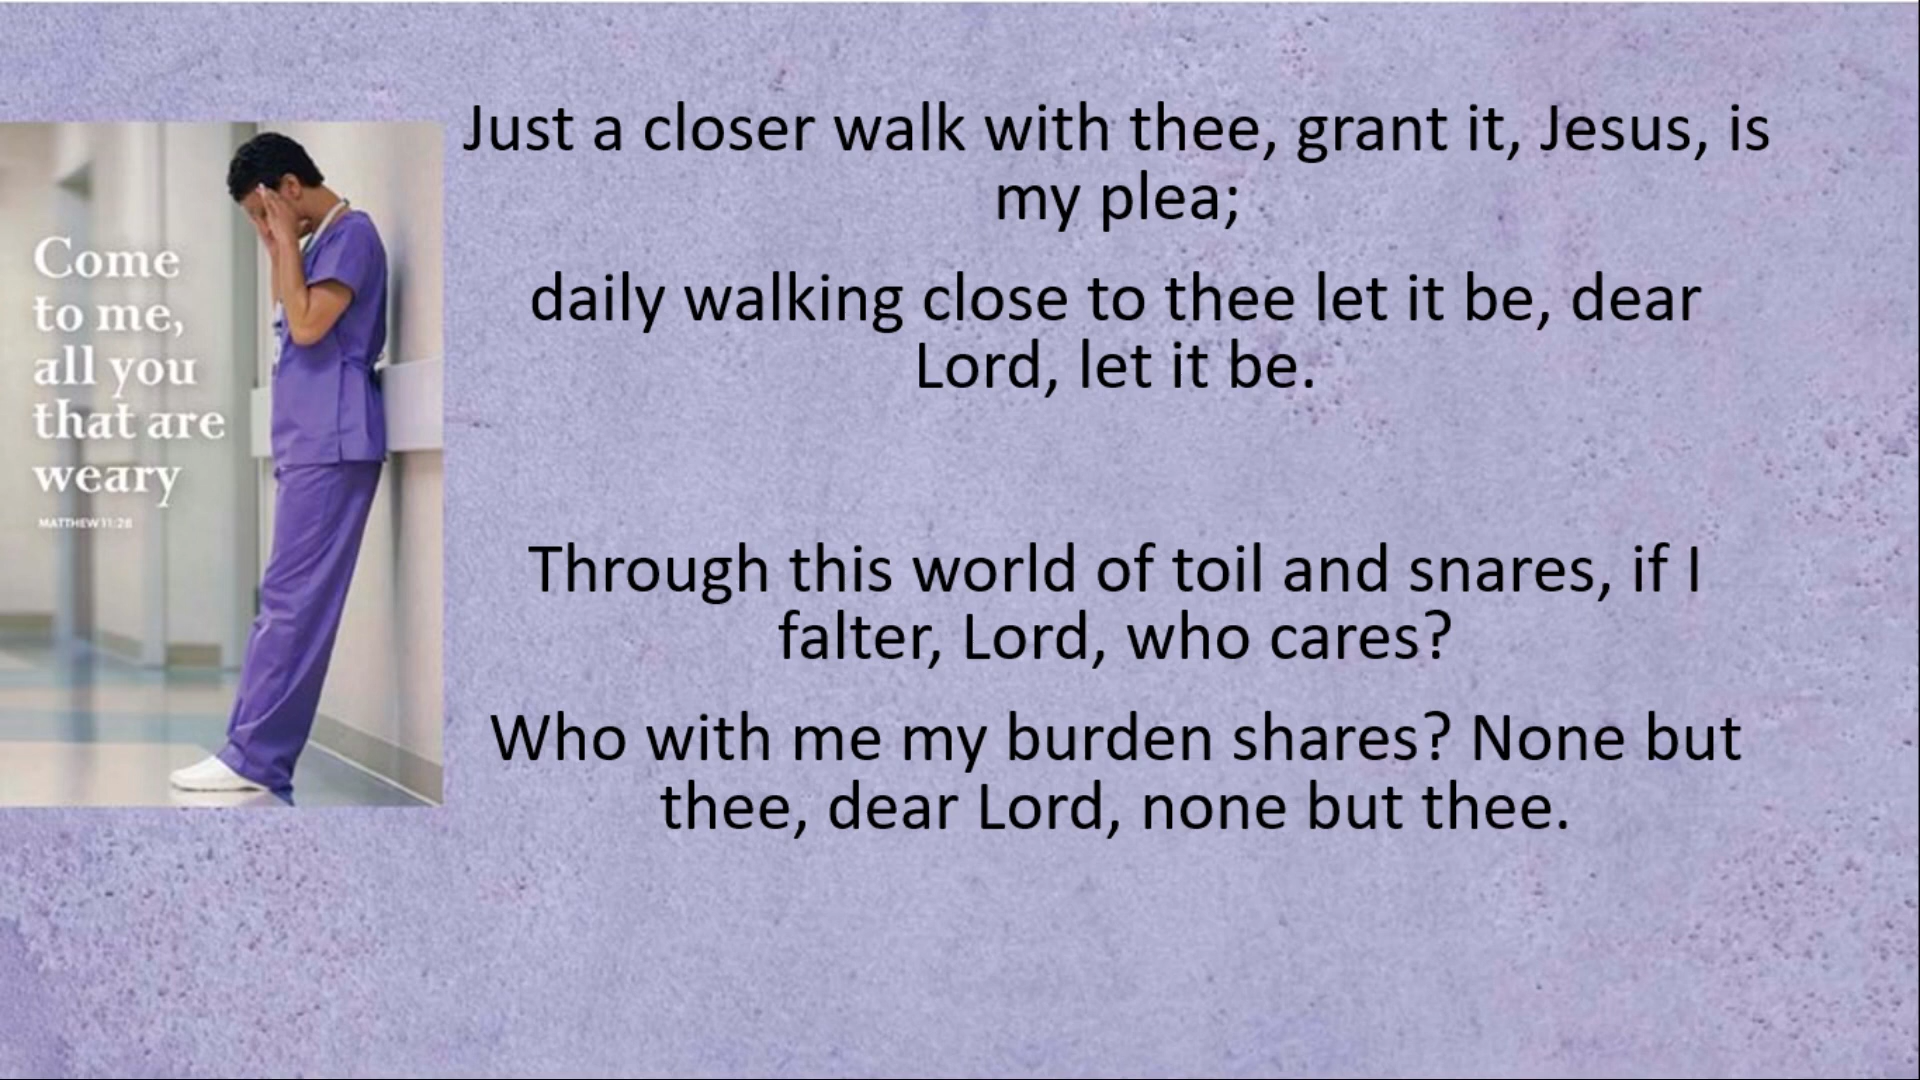 Come
to me,
all you
that are
weary
MATTHEW 11:28
Just a closer walk with thee, grant it, Jesus, is
my plea;
daily walking close to thee let it be, dear
Lord, let it be.
Through this world of toil and snares, if I
falter, Lord, who cares?
Who with me my burden shares? None but
thee, dear Lord, none but thee.